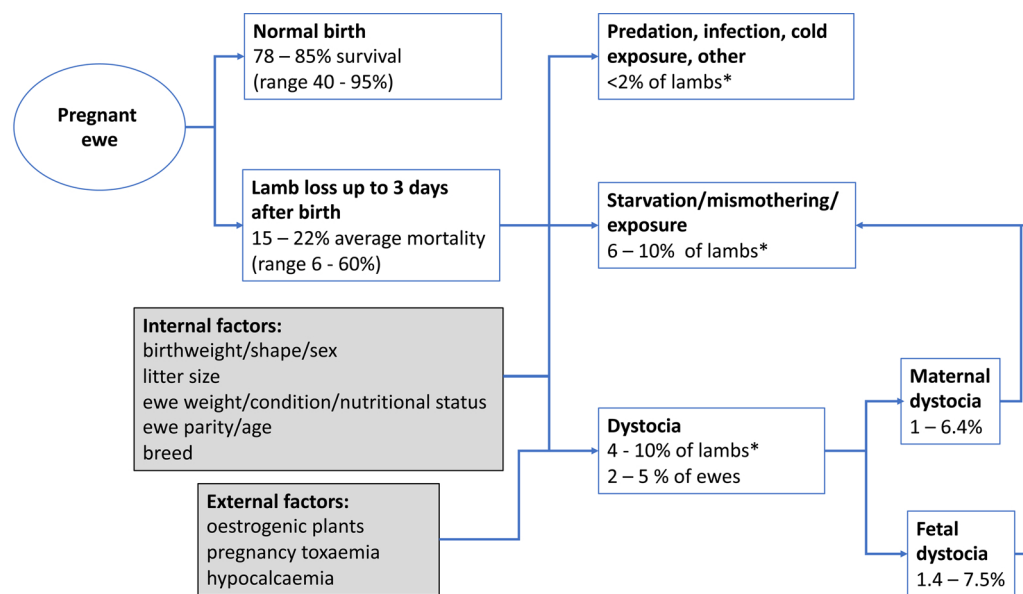 Pregnant
ewe
Normal birth
78 – 85% survival
(range 40 - 95%)
Lamb loss up to 3 days
after birth
15 – 22% average mortality
(range 6 - 60%)
Internal factors:
birthweight/shape/sex
litter size
ewe weight/condition/nutritional status
ewe parity/age
breed
External factors:
oestrogenic plants
pregnancy toxaemia
hypocalcaemia
Predation, infection, cold
exposure, other
<2% of lambs*
Starvation/mismothering/
exposure
6 – 10%  of lambs*
Dystocia
4 - 10% of lambs*
2 – 5 % of ewes
Maternal
dystocia
1 – 6.4%
Fetal
dystocia
1.4 – 7.5%